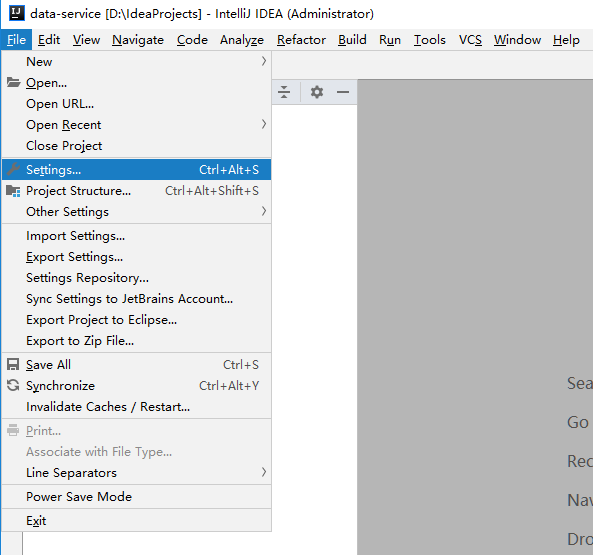 IJ data-service [D:\IdeaProjects] - IntelliJ IDEA (Administrator)
File Edit View Navigate Code Analyze Refactor Build Run Tools VCS Window Help
New
Open...
Open URL...
Open Recent
Close Project
Settings... Ctrl+Alt+S
Project Structure... Ctrl+Alt+Shift+S
Other Settings
Import Settings...
Export Settings...
Settings Repository...
Sync Settings to JetBrains Account...
Export Project to Eclipse...
Export to Zip File...
Save All Ctrl+S
Synchronize Ctrl+Alt+Y
Invalidate Caches / Restart...
Print...
Associate with File Type...
Line Separators
Power Save Mode
Exit
Sea
Go
Rec
Nav
Dro